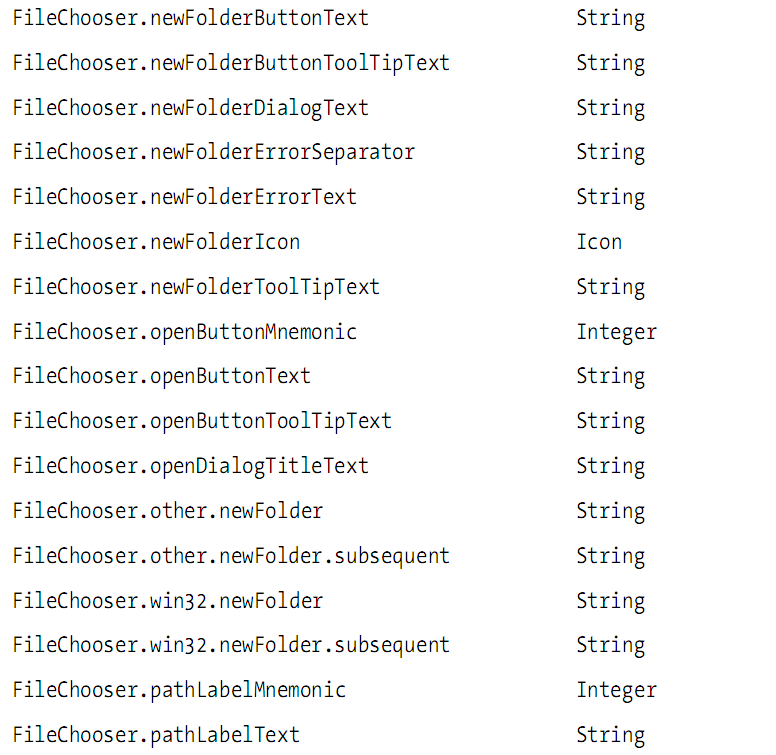 FileChooser.newFolderButtonText String
FileChooser.newFolderButtonToolTipText String
FileChooser.newFolderDialogText String
FileChooser.newFolderErrorSeparator String
FileChooser.newFolderErrorText String
FileChooser.newFolderIcon Icon
FileChooser.newFolderToolTipText String
FileChooser.openButtonMnemonic Integer
FileChooser.openButtonText String
FileChooser.openButtonToolTipText String
FileChooser.openDialogTitleText String
FileChooser.other.newFolder String
FileChooser.other.newFolder.subsequent String
FileChooser.win32.newFolder String
FileChooser.win32.newFolder.subsequent String
FileChooser.pathLabelMnemonic Integer
FileChooser.pathLabelText String